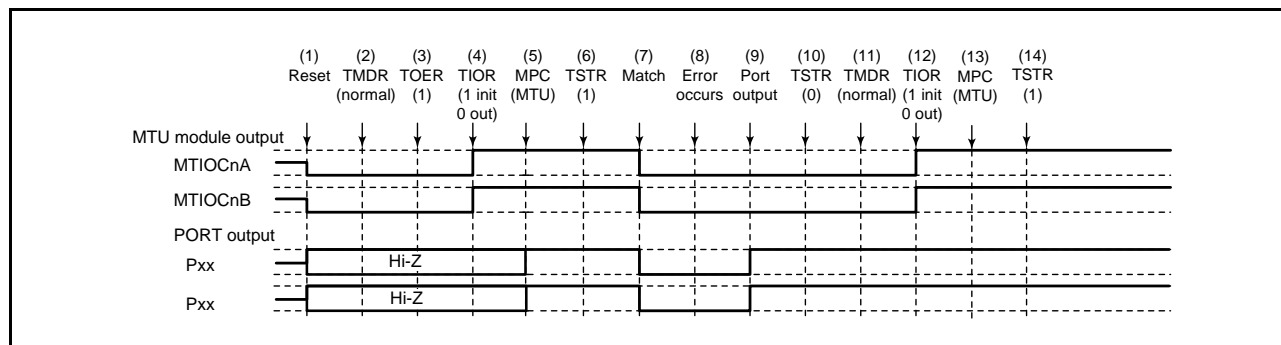 (1) (2) (3) (4) (5) (6) (7) (8) (9) (10) (11) (12) (13) (14)
Reset TMDR TOER TIOR MPC TSTR Match Error Port TSTR TMDR TIOR MPC TSTR
(normal) (1) (1 init (MTU) (1) occurs output (0) (normal) (1 init (MTU) (1)
0 out) 0 out)
MTU module output
MTIOCnA
MTIOCnB
PORT output
Pxx Hi-Z
Pxx Hi-Z